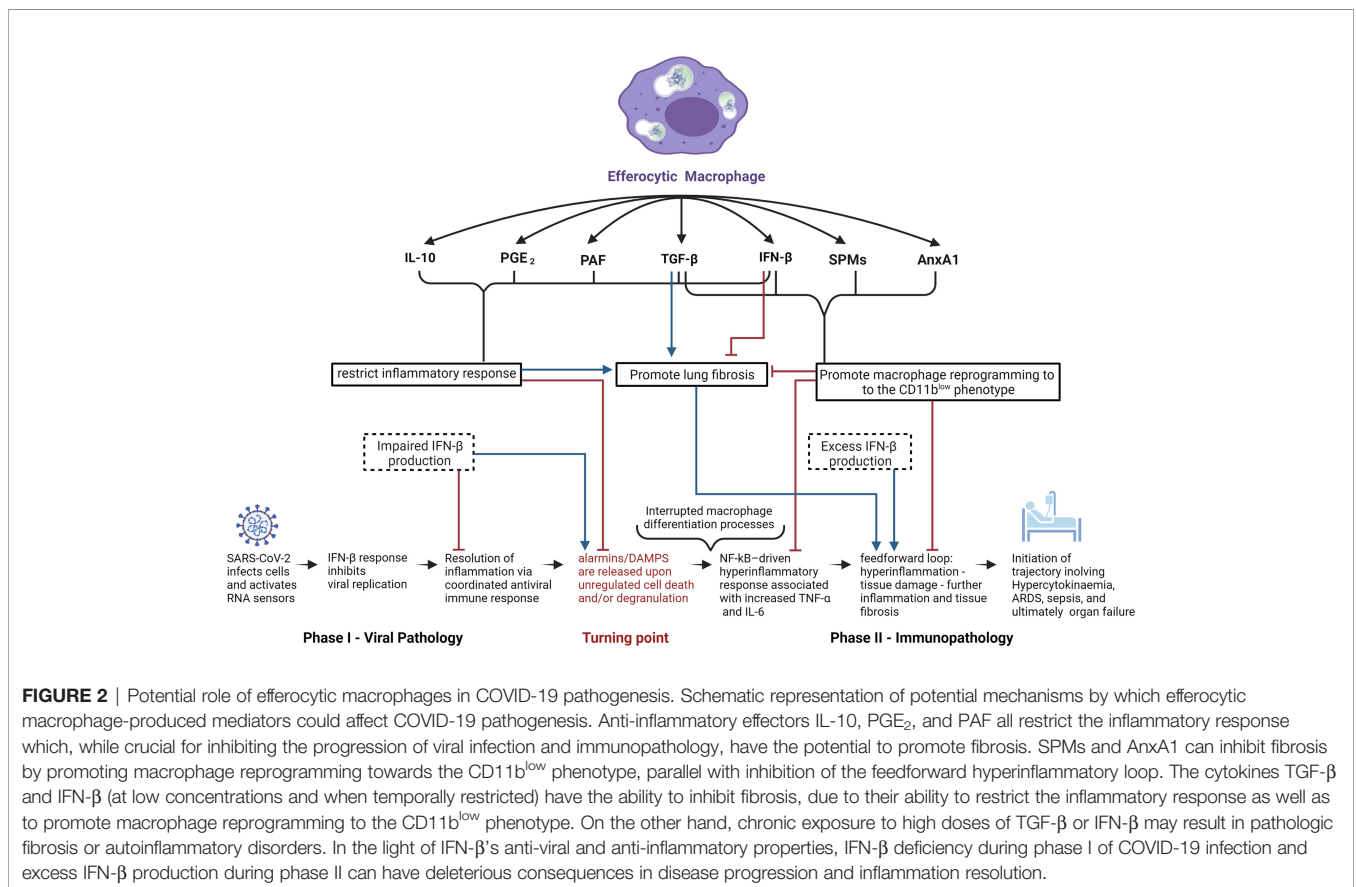 Efferocytic Macrophage
IL-10
PGE₂
PAF
TGF-β
IFN-β
SPMs
AnxA1
restrict inflammatory response
Promote lung fibrosis
Promote macrophage reprogramming to
to the CD11b^low phenotype
Impaired IFN-β
production
Excess IFN-β
production
Interrupted macrophage
differentiation processes
SARS-CoV-2
infects cells
and activates
RNA sensors
IFN-β response
inhibits
viral replication
Resolution of
inflammation via
coordinated antiviral
immune response
alarmins/DAMPS
are released upon
unregulated cell death
and/or degranulation
NF-kB–driven
hyperinflammatory
response associated
with increased TNF-α
and IL-6
feedforward loop:
hyperinflammation -
tissue damage - further
inflammation and tissue
fibrosis
Initiation of
trajectory inolving
Hypercytokinaemia,
ARDS, sepsis, and
ultimately organ failure
Phase I - Viral Pathology
Turning point
Phase II - Immunopathology
FIGURE 2 | Potential role of efferocytic macrophages in COVID-19 pathogenesis. Schematic representation of potential mechanisms by which efferocytic
macrophage-produced mediators could affect COVID-19 pathogenesis. Anti-inflammatory effectors IL-10, PGE₂, and PAF all restrict the inflammatory response
which, while crucial for inhibiting the progression of viral infection and immunopathology, have the potential to promote fibrosis. SPMs and AnxA1 can inhibit fibrosis
by promoting macrophage reprogramming towards the CD11b^low phenotype, parallel with inhibition of the feedforward hyperinflammatory loop. The cytokines TGF-β
and IFN-β (at low concentrations and when temporally restricted) have the ability to inhibit fibrosis, due to their ability to restrict the inflammatory response as well as
to promote macrophage reprogramming to the CD11b^low phenotype. On the other hand, chronic exposure to high doses of TGF-β or IFN-β may result in pathologic
fibrosis or autoinflammatory disorders. In the light of IFN-β's anti-viral and anti-inflammatory properties, IFN-β deficiency during phase I of COVID-19 infection and
excess IFN-β production during phase II can have deleterious consequences in disease progression and inflammation resolution.